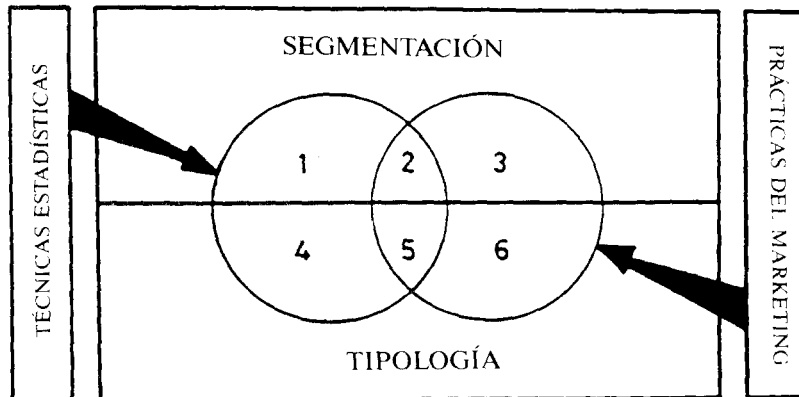 TÉCNICAS ESTADÍSTICAS
SEGMENTACIÓN
1 2 3
4 5 6
TIPOLOGÍA
PRÁCTICAS DEL MARKETING